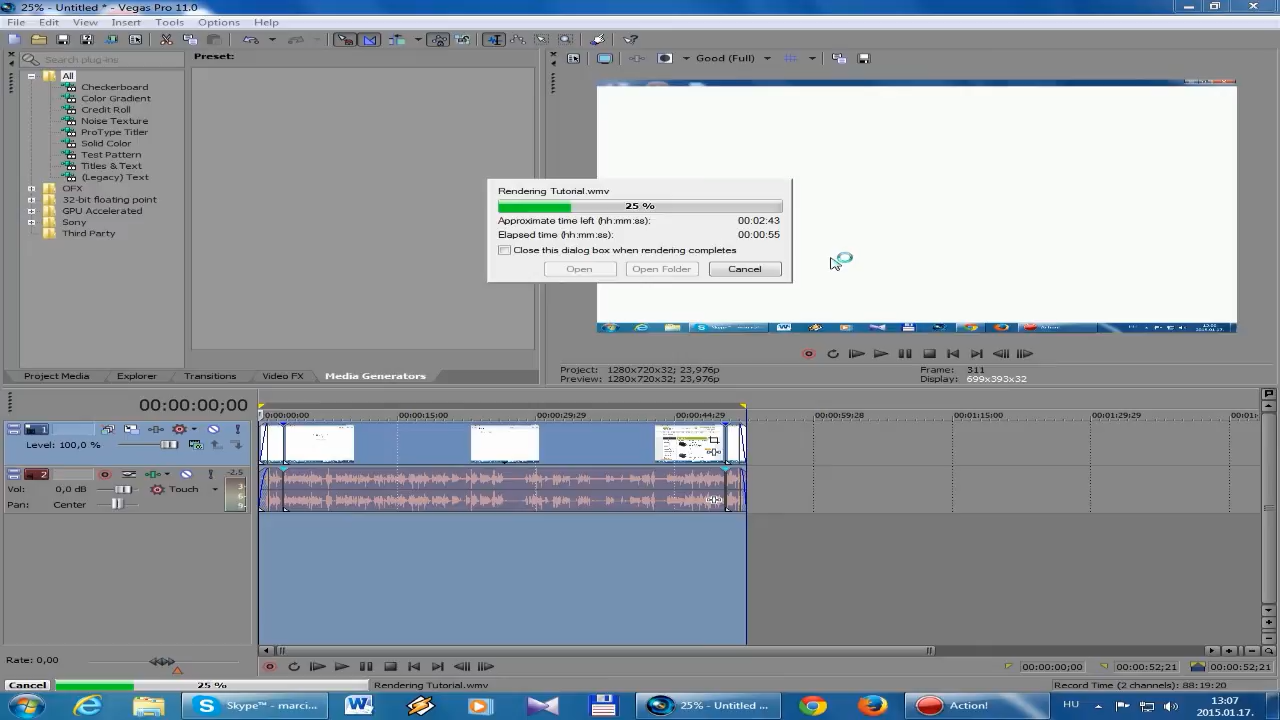 25% - Untitled * - Vegas Pro 11.0
File Edit View Insert Tools Options Help
Search plug-ins
Preset:
Good (Full)
All
Checkerboard
Color Gradient
Credit Roll
Noise Texture
ProType Titler
Solid Color
Test Pattern
Titles & Text
(Legacy) Text
OFX
32-bit floating point
GPU Accelerated
Sony
Third Party
Rendering Tutorial.wmv
25 %
Approximate time left (hh:mm:ss): 00:02:43
Elapsed time (hh:mm:ss): 00:00:55
Close this dialog box when rendering completes
Open Open Folder Cancel
Project Media Explorer Transitions Video FX Media Generators
Project: 1280x720x32; 23,976p Frame: 311
Preview: 1280x720x32; 23,976p Display: 699x393x32
00:00:00;00
0:00:00:00 00:00:15:00 00:00:29:29 00:00:44:29 00:00:59:28 00:01:15:00 00:01:29:29 00:01:
1
Level: 100,0 %
2
Vol: 0,0 dB Touch
Pan: Center
-2,5
Rate: 0,00
00:00:00;00 00:00:52;21 00:00:52;21
Cancel 25 % Rendering Tutorial.wmv Record Time (2 channels): 88:19:20
Skype™ - marci... 25% - Untitled ... Action! HU 13:07
2015.01.17.